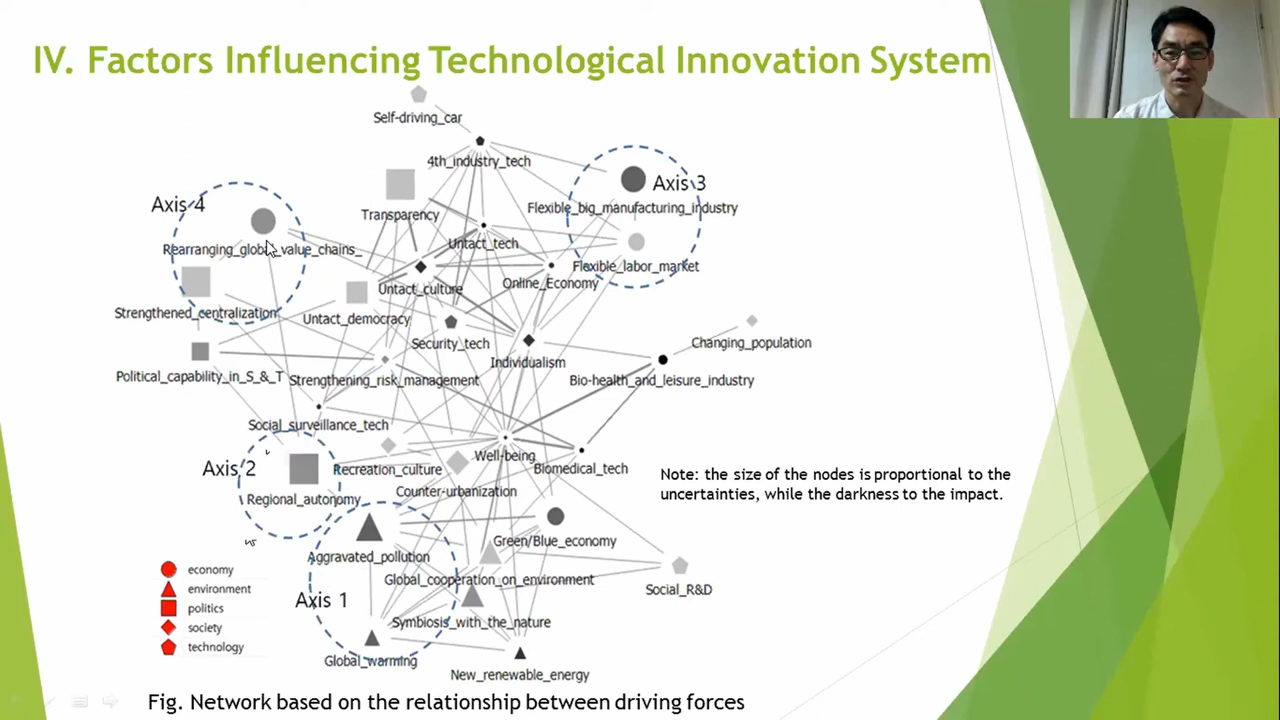 IV. Factors Influencing Technological Innovation System
Self-driving_car
4th_industry_tech
Axis 3
Axis 4
Transparency
Flexible_big_manufacturing_industry
Rearranging_global_value_chains_
Untact_tech
Flexible_labor_market
Untact_culture
Online_Economy
Strengthened_centralization
Untact_democracy
Security_tech
Changing_population
Individualism
Political_capability_in_S_&_T
Strengthening_risk_management
Bio-health_and_leisure_industry
Social_surveillance_tech
Well-being
Axis 2
Recreation_culture
Biomedical_tech
Counter-urbanization
Regional_autonomy
Note: the size of the nodes is proportional to the
uncertainties, while the darkness to the impact.
vs
Green/Blue_economy
Aggravated_pollution
Global_cooperation_on_environment
Social_R&D
Axis 1
Symbiosis_with_the_nature
Global_warming
New_renewable_energy
economy
environment
politics
society
technology
Fig. Network based on the relationship between driving forces